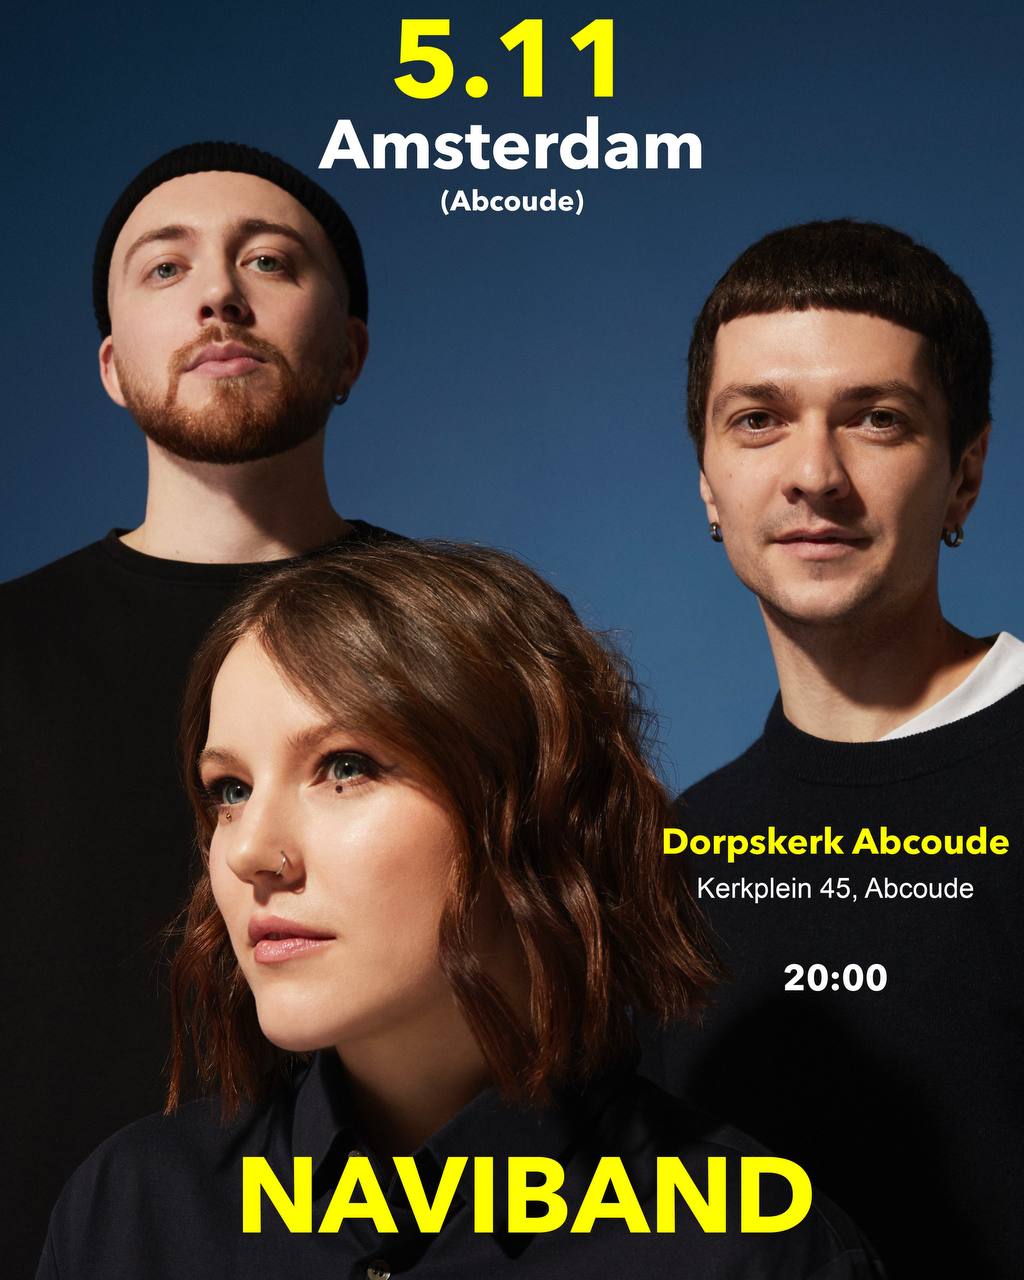 5.11
Amsterdam
(Abcoude)
Dorpskerk Abcoude
Kerkplein 45, Abcoude
20:00
NAVIBAND